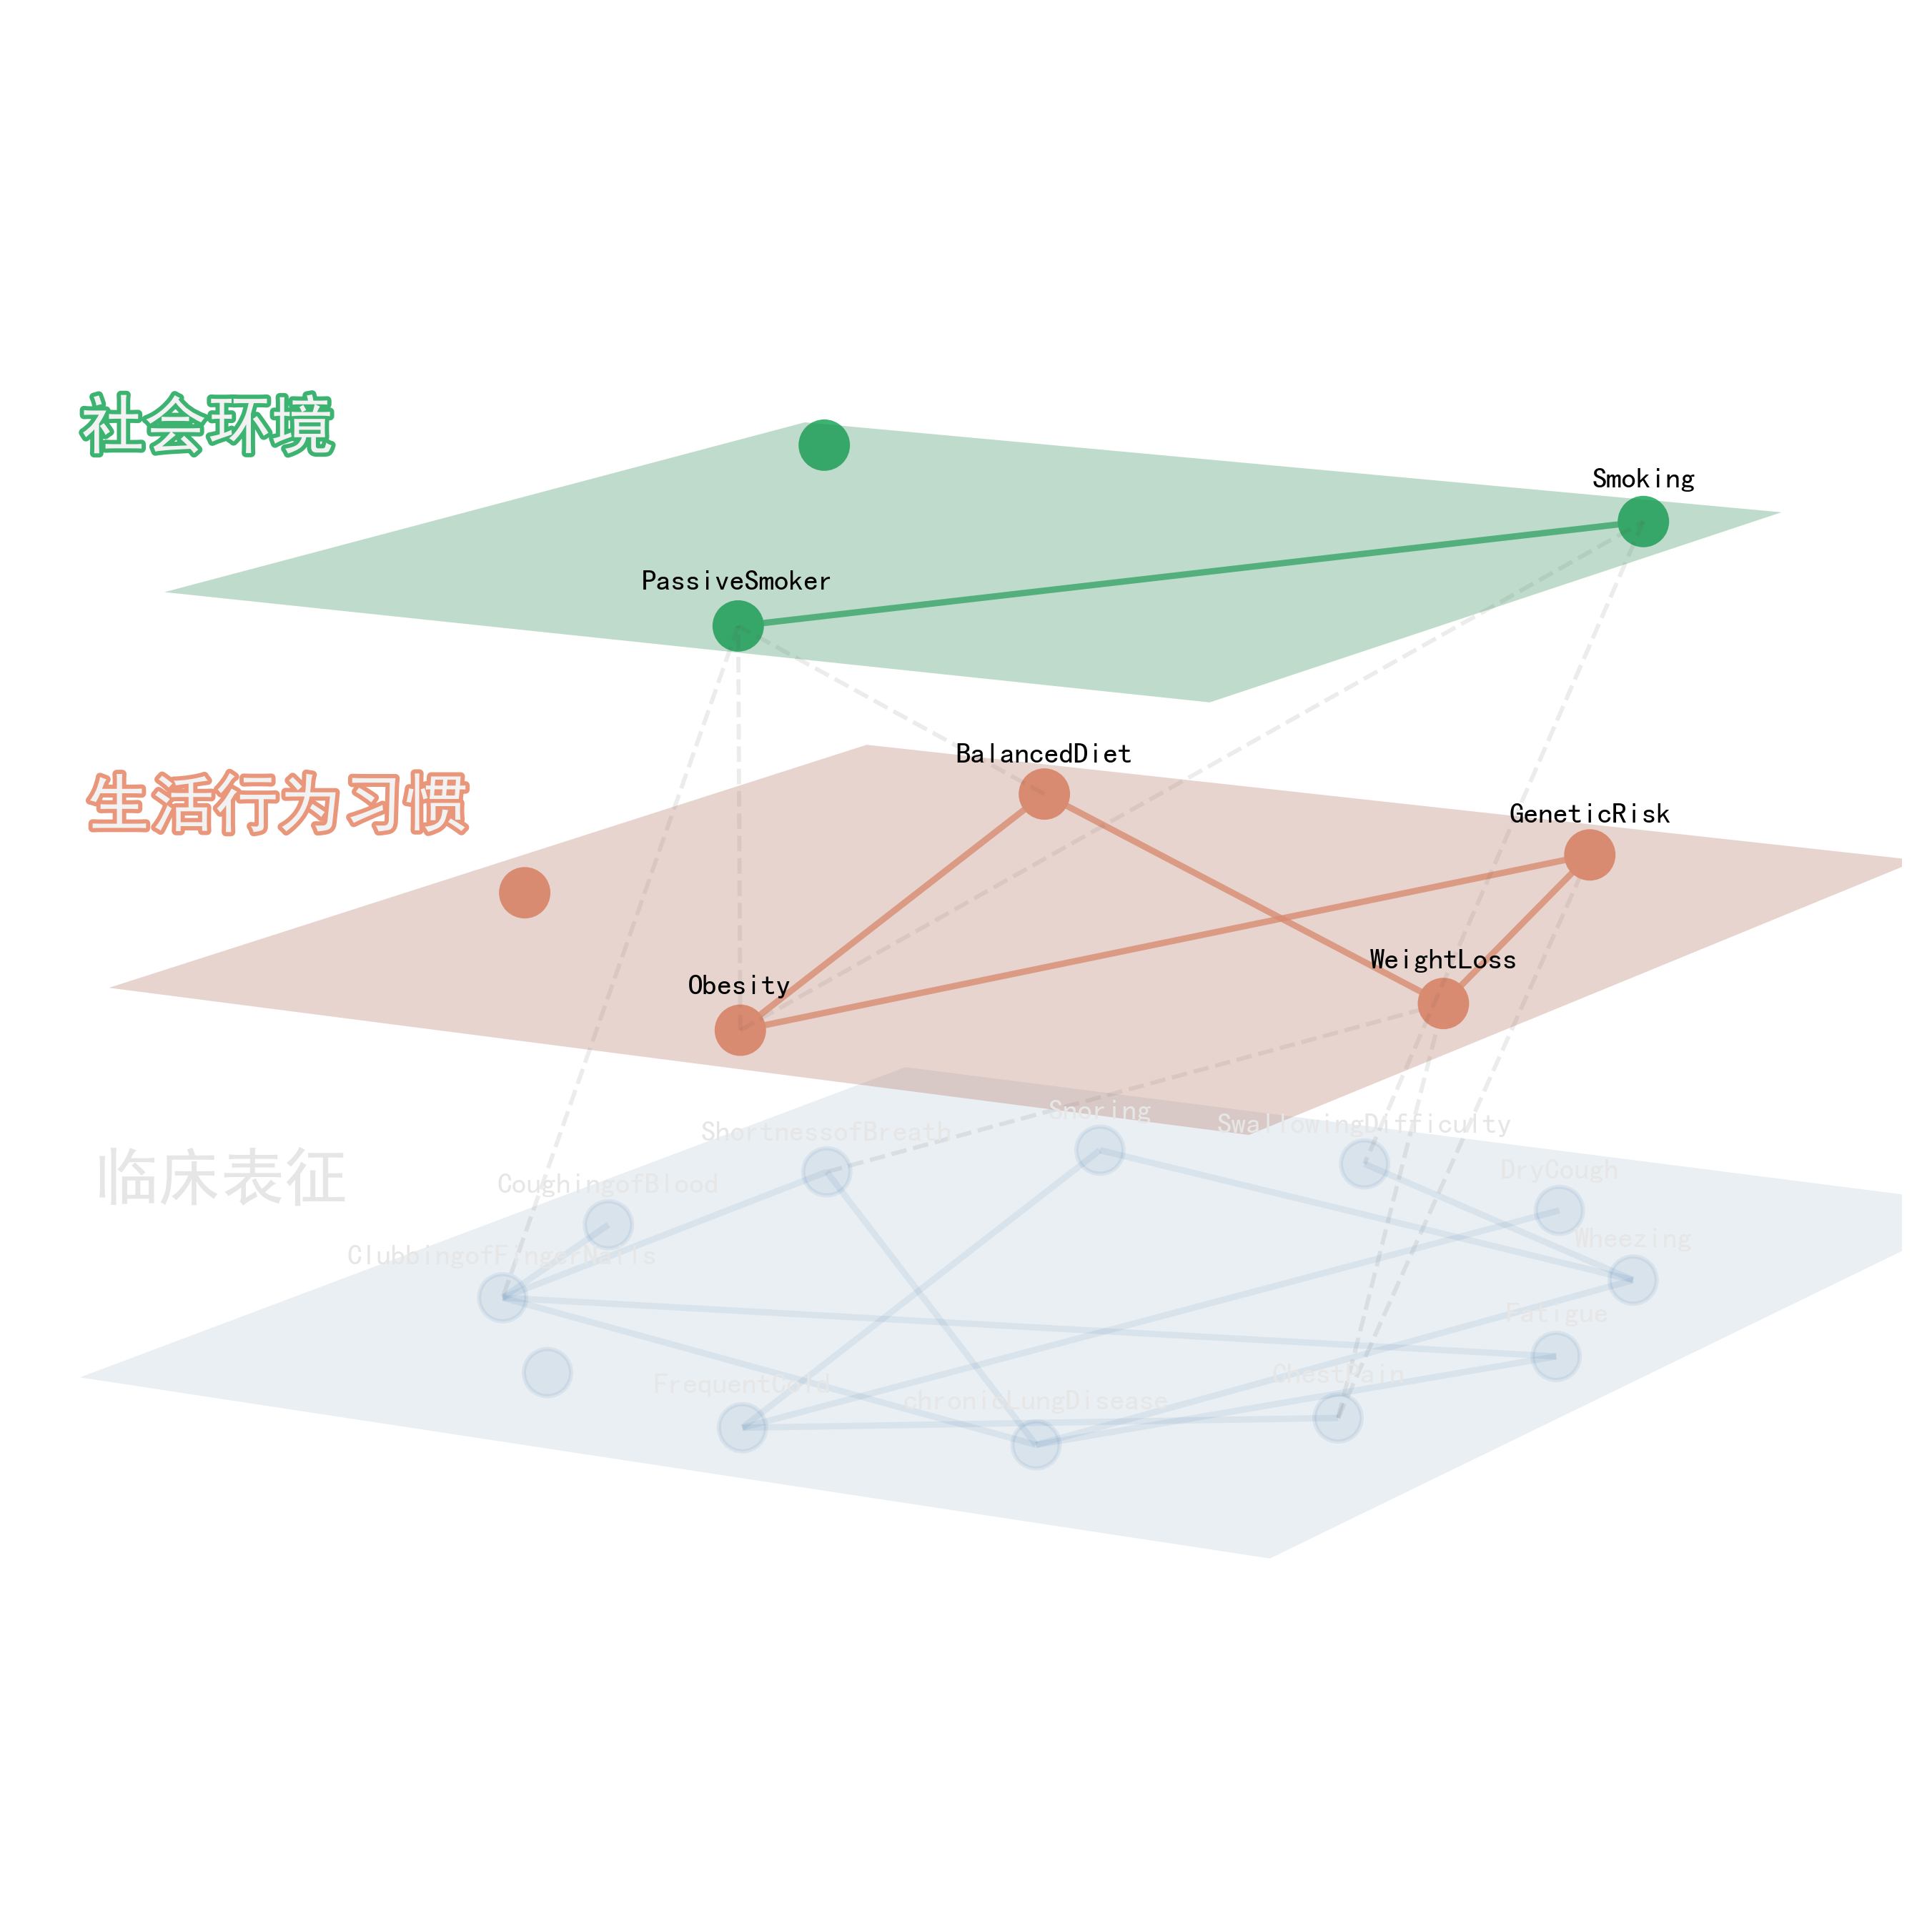 社会环境
Smoking
PassiveSmoker
BalancedDiet
生活行为习惯
GeneticRisk
WeightLoss
Obesity
Snoring
SwallowingDifficulty
ShortnessofBreath
临床表征
DryCough
CoughingofBlood
Wheezing
ClubbingofFingerNails
Fatigue
ChestPain
FrequentCold
chronicLungDisease